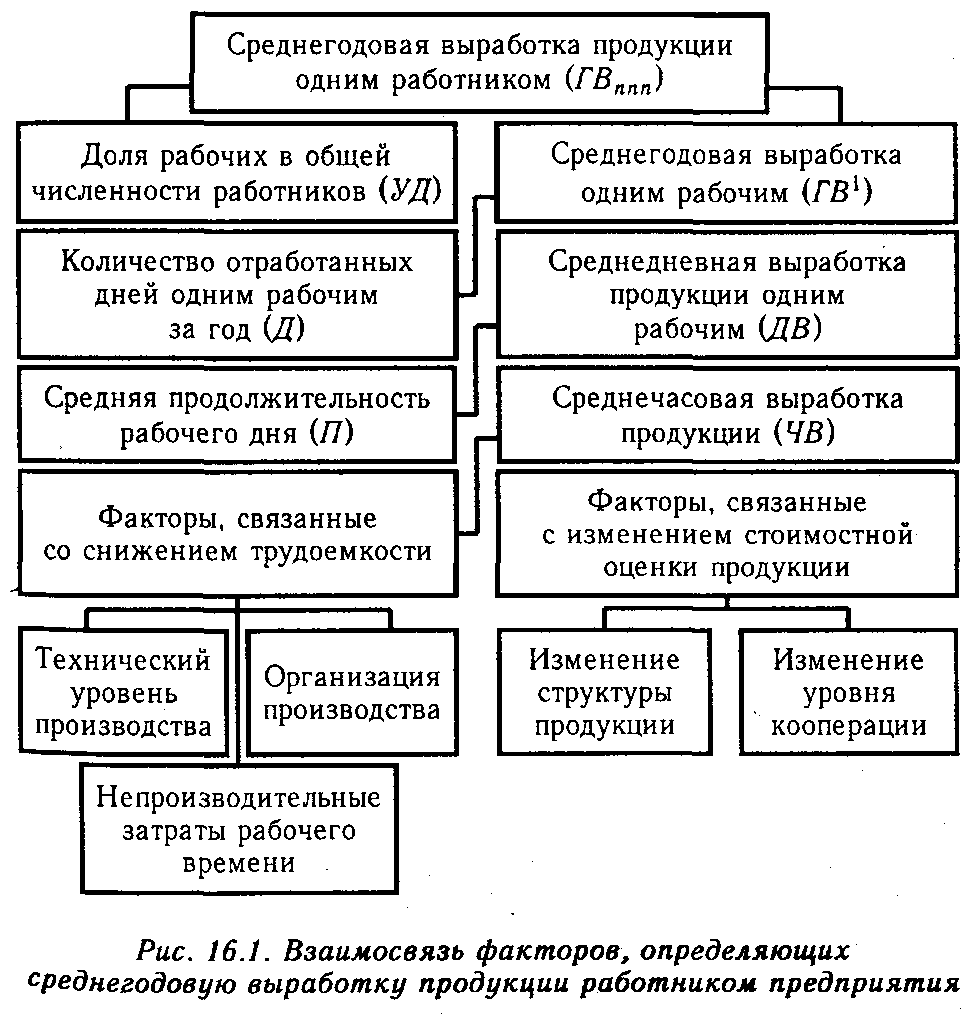 Среднегодовая выработка продукции
одним работником (ГВппп)
Доля рабочих в общей
численности работников (УД)
Среднегодовая выработка
одним рабочим (ГВ¹)
Количество отработанных
дней одним рабочим
за год (Д)
Среднедневная выработка
продукции одним
рабочим (ДВ)
Средняя продолжительность
рабочего дня (П)
Среднечасовая выработка
продукции (ЧВ)
Факторы, связанные
со снижением трудоемкости
Факторы, связанные
с изменением стоимостной
оценки продукции
Технический
уровень
производства
Организация
производства
Изменение
структуры
продукции
Изменение
уровня
кооперации
Непроизводительные
затраты рабочего
времени
Рис. 16.1. Взаимосвязь факторов, определяющих
среднегодовую выработку продукции работником предприятия